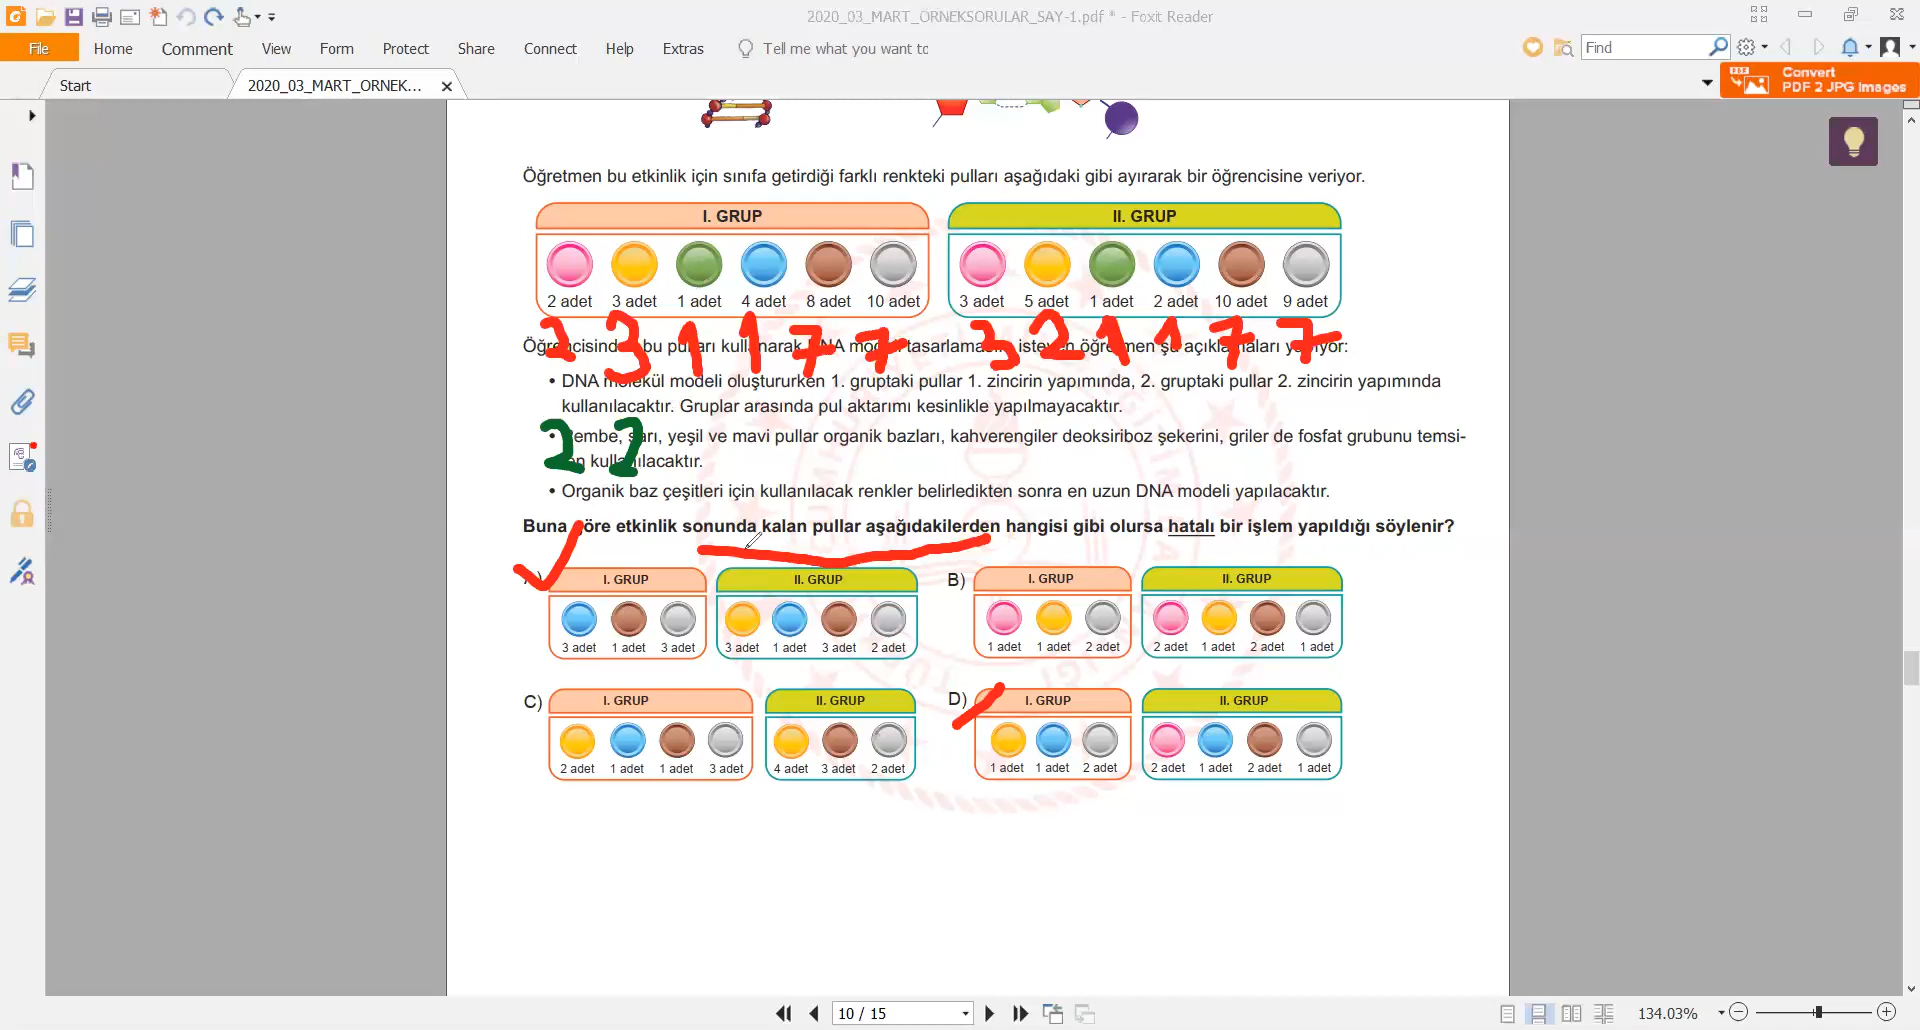 2020_03_MART_ÖRNEKSORULAR_SAY-1.pdf * - Foxit Reader
File Home Comment View Form Protect Share Connect Help Extras Tell me what you want to Find
Start 2020_03_MART_ORNEK...
Convert
PDF 2 JPG Images
Öğretmen bu etkinlik için sınıfa getirdiği farklı renkteki pulları aşağıdaki gibi ayırarak bir öğrencisine veriyor.
I. GRUP II. GRUP
2 adet 3 adet 1 adet 4 adet 8 adet 10 adet 3 adet 5 adet 1 adet 2 adet 10 adet 9 adet
2 3 1 1 7 7 3 2 1 1 7 7
bu pulları kullanarak DNA öğretmen şu
• DNA molekül modeli oluştururken 1. gruptaki pullar 1. zincirin yapımında, 2. gruptaki pullar 2. zincirin yapımında
kullanılacaktır. Gruplar arasında pul aktarımı kesinlikle yapılmayacaktır.
2 2
• Pembe, sarı, yeşil ve mavi pullar organik bazları, kahverengiler deoksiriboz şekerini, griler de fosfat grubunu temsi-
kullanılacaktır.
• Organik baz çeşitleri için kullanılacak renkler belirledikten sonra en uzun DNA modeli yapılacaktır.
Buna göre etkinlik sonunda kalan pullar aşağıdakilerden hangisi gibi olursa hatalı bir işlem yapıldığı söylenir?
I. GRUP II. GRUP B) I. GRUP II. GRUP
3 adet 1 adet 3 adet 3 adet 1 adet 3 adet 2 adet 1 adet 1 adet 2 adet 2 adet 1 adet 2 adet 1 adet
C) I. GRUP II. GRUP D) I. GRUP II. GRUP
2 adet 1 adet 1 adet 3 adet 4 adet 3 adet 2 adet 1 adet 1 adet 2 adet 2 adet 1 adet 2 adet 1 adet
10 / 15 134.03%